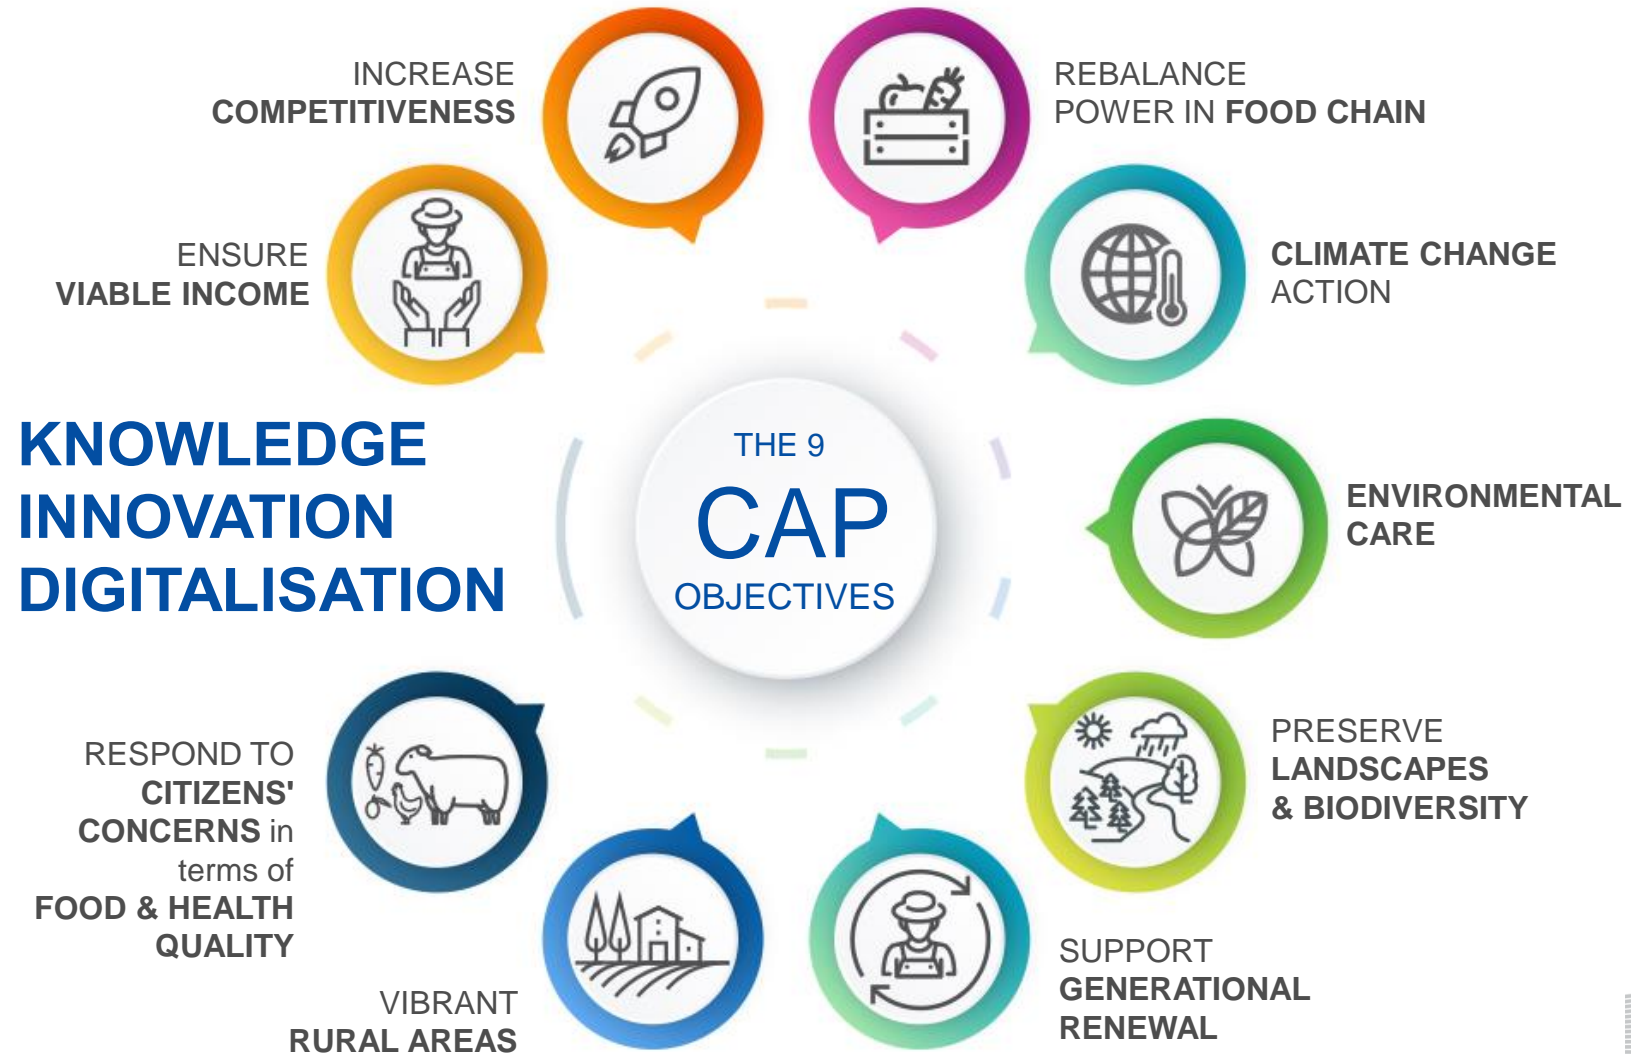 INCREASE
COMPETITIVENESS
REBALANCE
POWER IN FOOD CHAIN
ENSURE
VIABLE INCOME
CLIMATE CHANGE
ACTION
KNOWLEDGE
INNOVATION
DIGITALISATION
THE 9
CAP
OBJECTIVES
ENVIRONMENTAL
CARE
RESPOND TO
CITIZENS'
CONCERNS in
terms of
FOOD & HEALTH
QUALITY
PRESERVE
LANDSCAPES
& BIODIVERSITY
VIBRANT
RURAL AREAS
SUPPORT
GENERATIONAL
RENEWAL